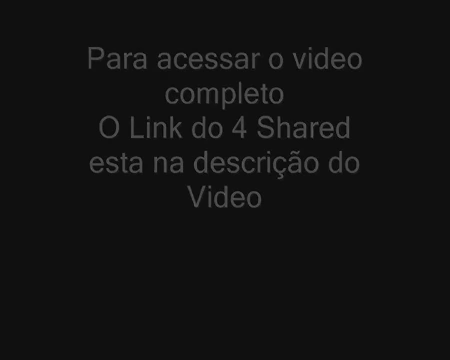 Para acessar o video
completo
O Link do 4 Shared
esta na descrição do
Video